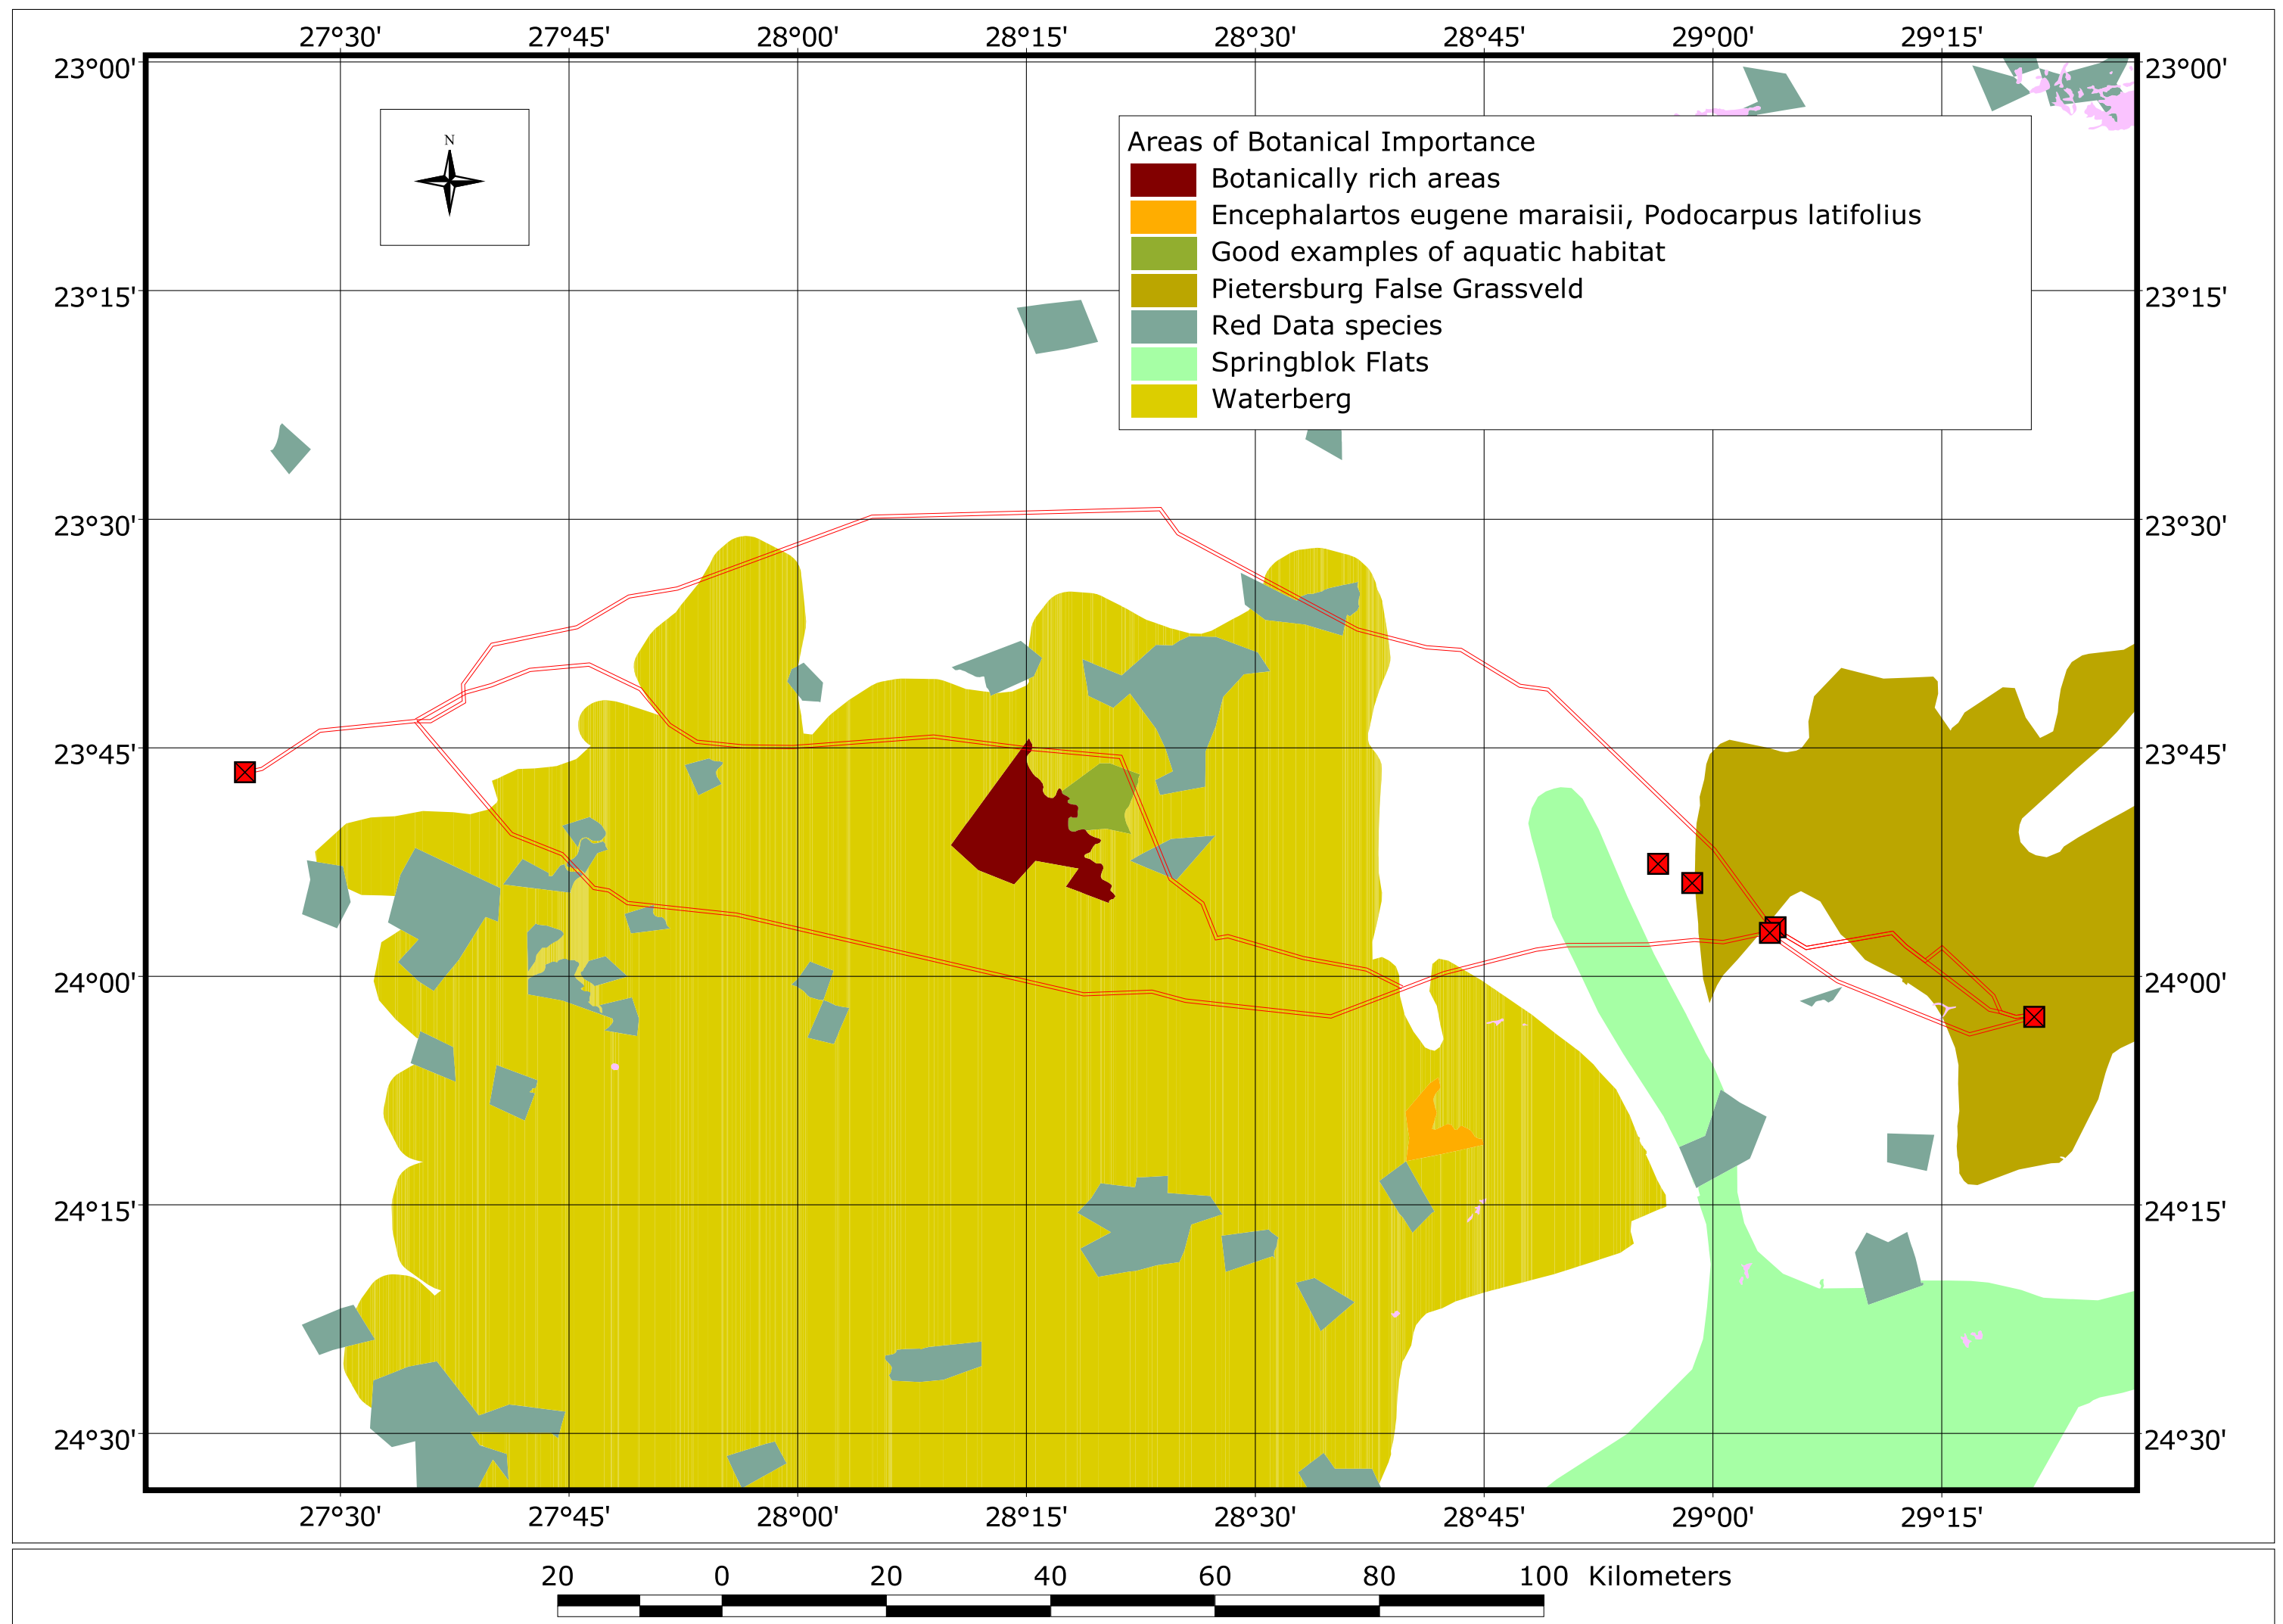 27°30' 27°45' 28°00' 28°15' 28°30' 28°45' 29°00' 29°15'
23°00' 23°00'
N
Areas of Botanical Importance
Botanically rich areas
Encephalartos eugene maraisii, Podocarpus latifolius
Good examples of aquatic habitat
Pietersburg False Grassveld
Red Data species
Springblok Flats
Waterberg
23°15' 23°15'
23°30' 23°30'
23°45' 23°45'
24°00' 24°00'
24°15' 24°15'
24°30' 24°30'
27°30' 27°45' 28°00' 28°15' 28°30' 28°45' 29°00' 29°15'
20 0 20 40 60 80 100 Kilometers